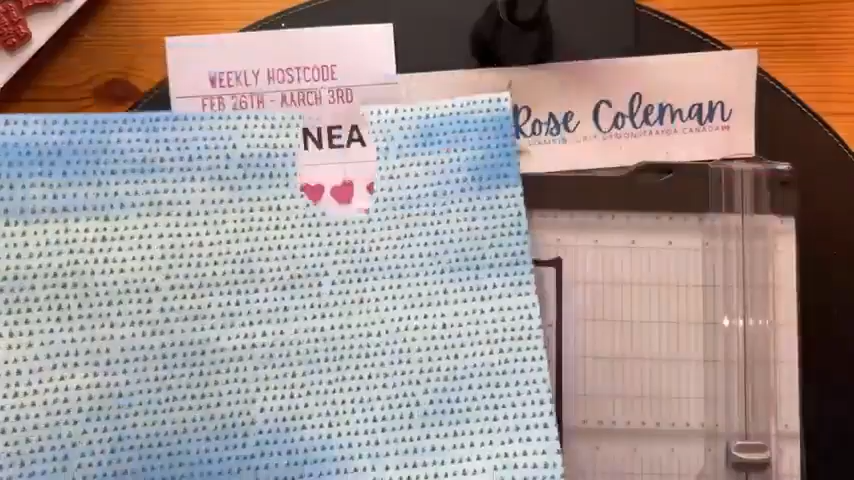 WEEKLY HOSTCODE
FEB 26TH - MARCH 3RD
NEA
Rose Coleman